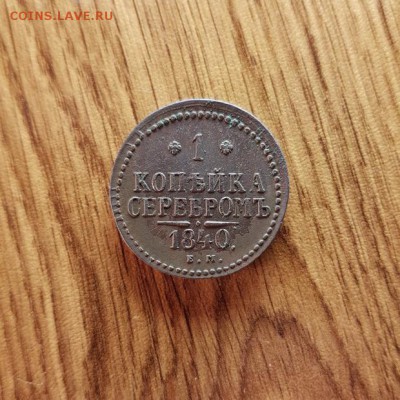 COINS.LAVE.RU
1
КОПѢЙКА
СЕРЕБРОМЪ
1840.
Е.М.